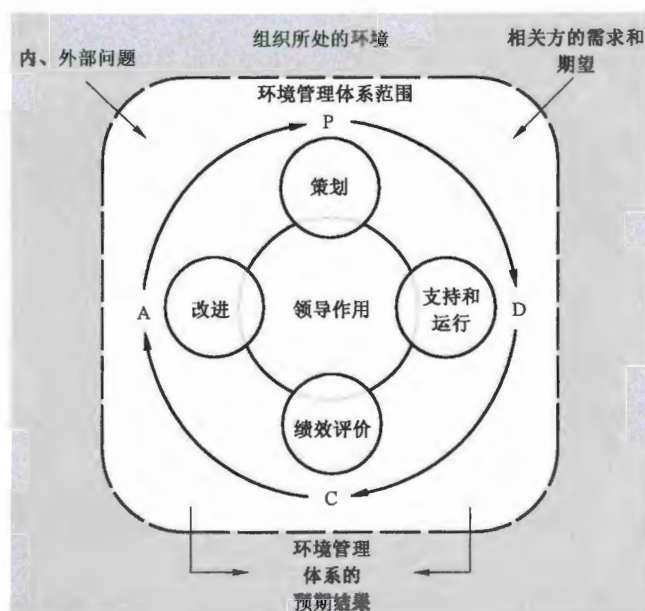 组织所处的环境
内、外部问题
相关方的需求和
期望
环境管理体系范围
P
策划
A
改进
领导作用
支持和
运行
D
绩效评价
C
环境管理
体系的
预期结果